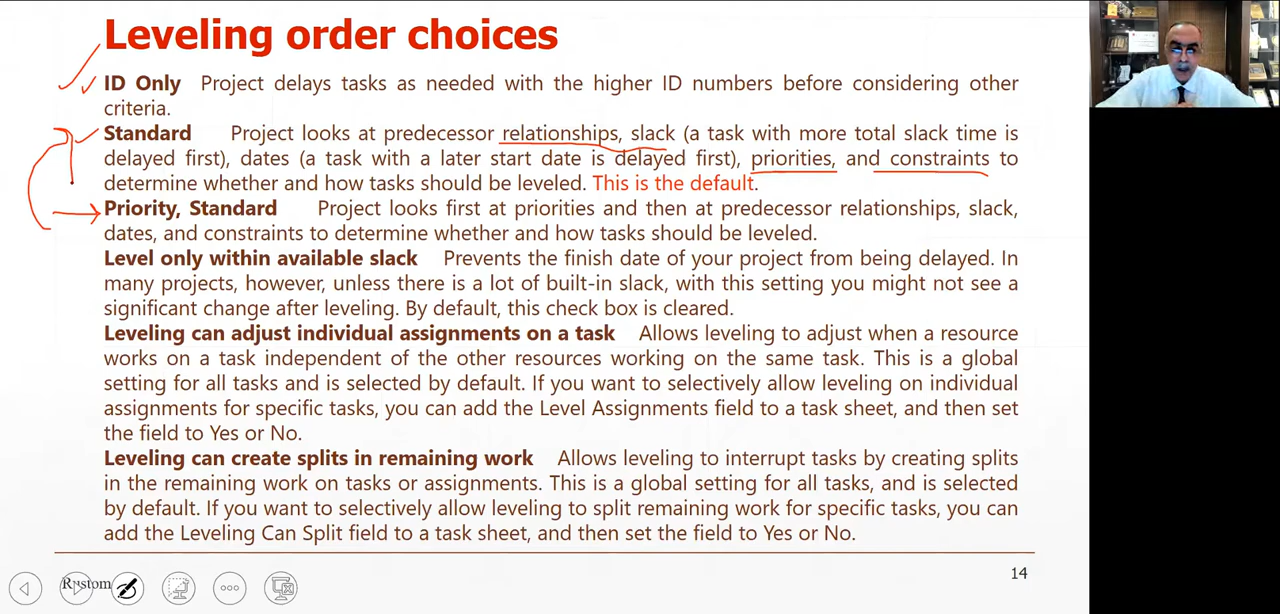 Leveling order choices
ID Only Project delays tasks as needed with the higher ID numbers before considering other
criteria.
Standard Project looks at predecessor relationships, slack (a task with more total slack time is
delayed first), dates (a task with a later start date is delayed first), priorities, and constraints to
determine whether and how tasks should be leveled. This is the default.
Priority, Standard Project looks first at priorities and then at predecessor relationships, slack,
dates, and constraints to determine whether and how tasks should be leveled.
Level only within available slack Prevents the finish date of your project from being delayed. In
many projects, however, unless there is a lot of built-in slack, with this setting you might not see a
significant change after leveling. By default, this check box is cleared.
Leveling can adjust individual assignments on a task Allows leveling to adjust when a resource
works on a task independent of the other resources working on the same task. This is a global
setting for all tasks and is selected by default. If you want to selectively allow leveling on individual
assignments for specific tasks, you can add the Level Assignments field to a task sheet, and then set
the field to Yes or No.
Leveling can create splits in remaining work Allows leveling to interrupt tasks by creating splits
in the remaining work on tasks or assignments. This is a global setting for all tasks, and is selected
by default. If you want to selectively allow leveling to split remaining work for specific tasks, you can
add the Leveling Can Split field to a task sheet, and then set the field to Yes or No.
Rustom
14